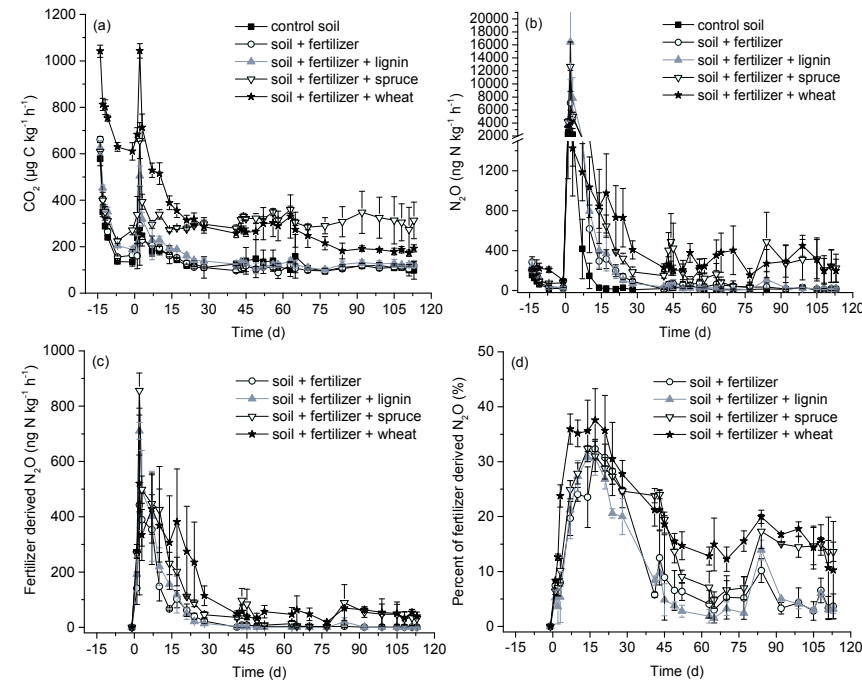 (a)
control soil
soil + fertilizer
soil + fertilizer + lignin
soil + fertilizer + spruce
soil + fertilizer + wheat
CO₂ (µg C kg⁻¹ h⁻¹)
1200
1000
800
600
400
200
0
-15 0 15 30 45 60 75 90 105 120
Time (d)
(b)
control soil
soil + fertilizer
soil + fertilizer + lignin
soil + fertilizer + spruce
soil + fertilizer + wheat
N₂O (ng N kg⁻¹ h⁻¹)
20000
18000
16000
14000
12000
10000
8000
6000
4000
2000
1200
800
400
0
-15 0 15 30 45 60 75 90 105 120
Time (d)
(c)
soil + fertilizer
soil + fertilizer + lignin
soil + fertilizer + spruce
soil + fertilizer + wheat
Fertilizer derived N₂O (ng N kg⁻¹ h⁻¹)
1000
800
600
400
200
0
-15 0 15 30 45 60 75 90 105 120
Time (d)
(d)
soil + fertilizer
soil + fertilizer + lignin
soil + fertilizer + spruce
soil + fertilizer + wheat
Percent of fertilizer derived N₂O (%)
50
40
30
20
10
0
-15 0 15 30 45 60 75 90 105 120
Time (d)